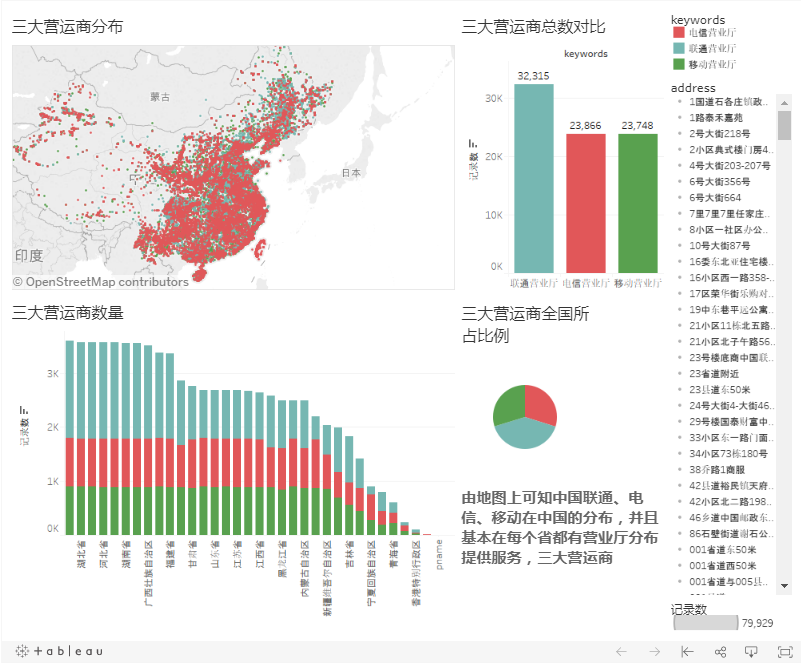 三大营运商分布
蒙古
日本
印度
© OpenStreetMap contributors
三大营运商总数对比
keywords
32,315
23,866
23,748
30K
20K
10K
0K
记录数
联通营业厅
电信营业厅
移动营业厅
keywords
电信营业厅
联通营业厅
移动营业厅
address
1国道石各庄镇政..
1路泰禾嘉苑
2号大街218号
2小区典式楼门房4..
4号大街203-207号
6号大街356号
6号大街664
7里7里7里任家庄..
8小区一社区办公..
10号大街87号
16委东北亚住宅楼..
16小区西一路358-..
17区荣华街乐购对..
19中东巷平远公寓..
21小区11栋北五路..
21小区北子午路56..
23号楼底商中国联..
23省道附近
23县道东50米
24号大街4-大街46..
29号楼国泰财富中..
33小区东一路门面..
34小区73栋180号
38乔路1商服
42县道裕民镇天府..
42小区北二路198..
46乡道中国邮政东..
86石壁街道谢石公..
001省道东50米
001省道西50米
001省道与005县..
记录数
79,929
三大营运商数量
3K
2K
1K
0K
记录数
湖北省
河北省
湖南省
广西壮族自治区
福建省
甘肃省
山东省
江苏省
江西省
黑龙江省
内蒙古自治区
新疆维吾尔自治区
吉林省
宁夏回族自治区
青海省
香港特别行政区
pname
三大营运商全国所
占比例
由地图上可知中国联通、电
信、移动在中国的分布，并且
基本在每个省都有营业厅分布
提供服务，三大营运商
+ a b l e a u